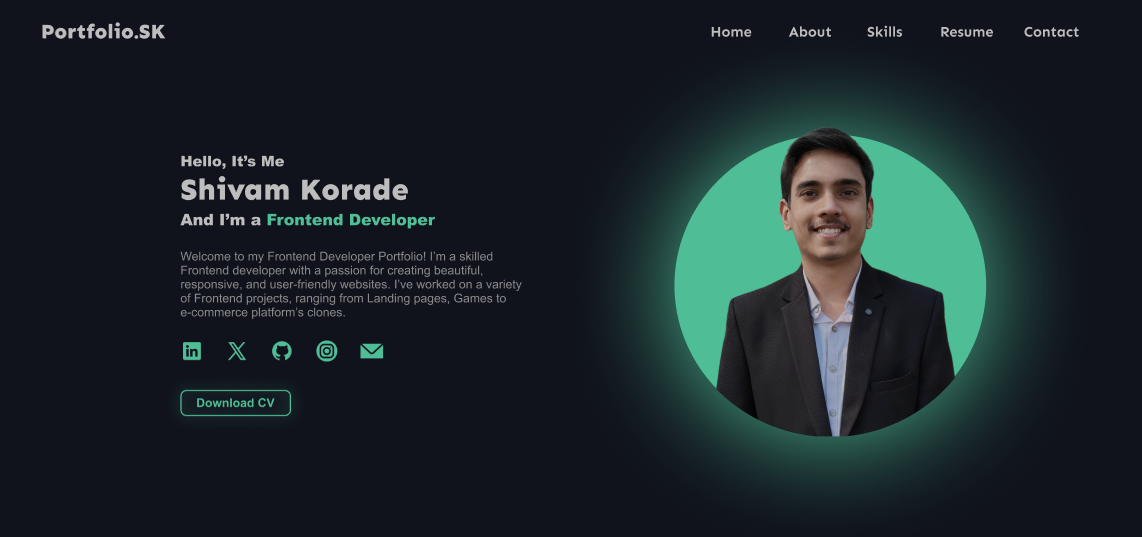 Portfolio.SK
Home About Skills Resume Contact
Hello, It's Me
Shivam Korade
And I'm a Frontend Developer
Welcome to my Frontend Developer Portfolio! I'm a skilled
Frontend developer with a passion for creating beautiful,
responsive, and user-friendly websites. I've worked on a variety
of Frontend projects, ranging from Landing pages, Games to
e-commerce platform's clones.
in
Download CV